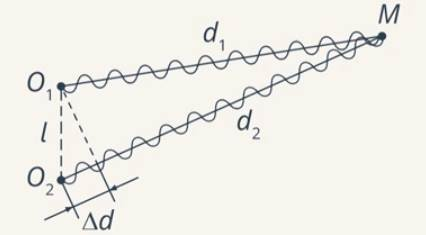 M
d₁
O₁
l
d₂
O₂
Δd